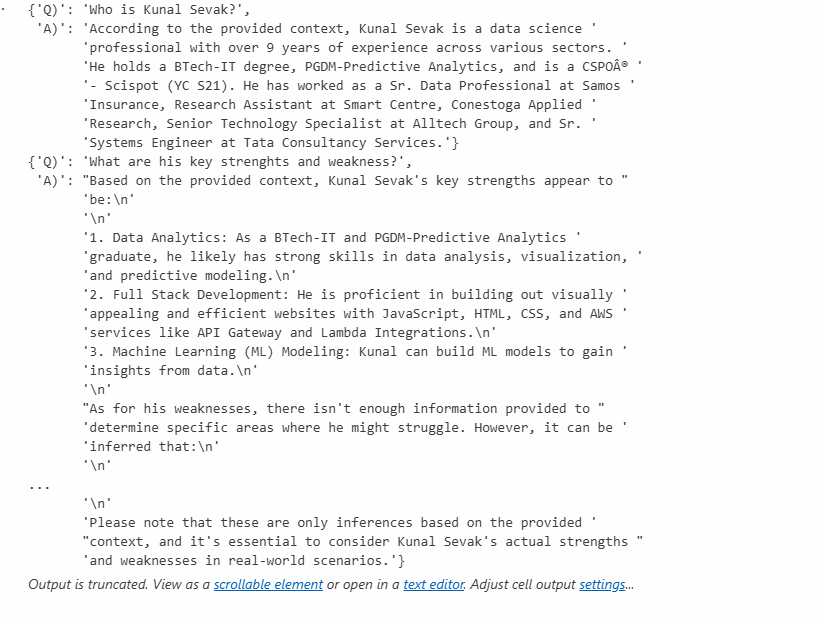 {'Q)': 'Who is Kunal Sevak?',
'A)': 'According to the provided context, Kunal Sevak is a data science '
'professional with over 9 years of experience across various sectors. '
'He holds a BTech-IT degree, PGDM-Predictive Analytics, and is a CSPOÂ® '
'- Scispot (YC S21). He has worked as a Sr. Data Professional at Samos '
'Insurance, Research Assistant at Smart Centre, Conestoga Applied '
'Research, Senior Technology Specialist at Alltech Group, and Sr. '
'Systems Engineer at Tata Consultancy Services.'}
{'Q)': 'What are his key strenghts and weakness?',
'A)': "Based on the provided context, Kunal Sevak's key strengths appear to "
'be:\n'
'\n'
'1. Data Analytics: As a BTech-IT and PGDM-Predictive Analytics '
'graduate, he likely has strong skills in data analysis, visualization, '
'and predictive modeling.\n'
'2. Full Stack Development: He is proficient in building out visually '
'appealing and efficient websites with JavaScript, HTML, CSS, and AWS '
'services like API Gateway and Lambda Integrations.\n'
'3. Machine Learning (ML) Modeling: Kunal can build ML models to gain '
'insights from data.\n'
'\n'
"As for his weaknesses, there isn't enough information provided to "
'determine specific areas where he might struggle. However, it can be '
'inferred that:\n'
'\n'
...
'\n'
'Please note that these are only inferences based on the provided '
"context, and it's essential to consider Kunal Sevak's actual strengths "
'and weaknesses in real-world scenarios.'}
Output is truncated. View as a scrollable element or open in a text editor. Adjust cell output settings...